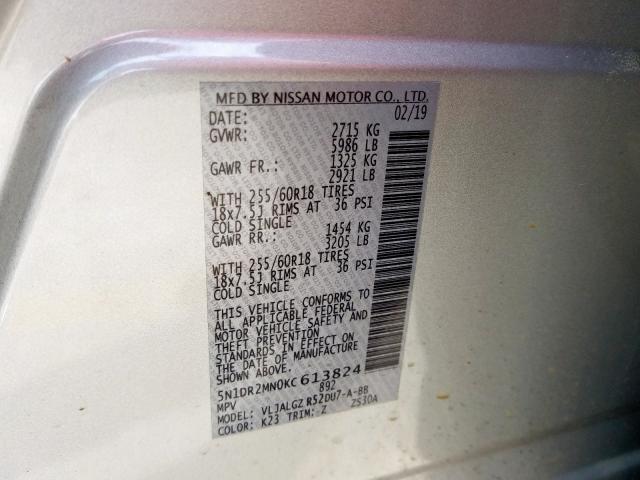 MFD BY NISSAN MOTOR CO., LTD.
DATE: 02/19
GVWR: 2715 KG
5986 LB
GAWR FR.: 1325 KG
2921 LB
WITH 255/60R18 TIRES
18x7.5J RIMS AT 36 PSI
COLD SINGLE
GAWR RR.: 1454 KG
3205 LB
WITH 255/60R18 TIRES
18x7.5J RIMS AT 36 PSI
COLD SINGLE
THIS VEHICLE CONFORMS TO
ALL APPLICABLE FEDERAL
MOTOR VEHICLE SAFETY AND
THEFT PREVENTION
STANDARDS IN EFFECT ON
THE DATE OF MANUFACTURE
SHOWN ABOVE.
5N1DR2MN0KC613824
MPV 892
MODEL: VLJALGZ R52DU7-A-BB
COLOR: K23 TRIM: Z ZS30A